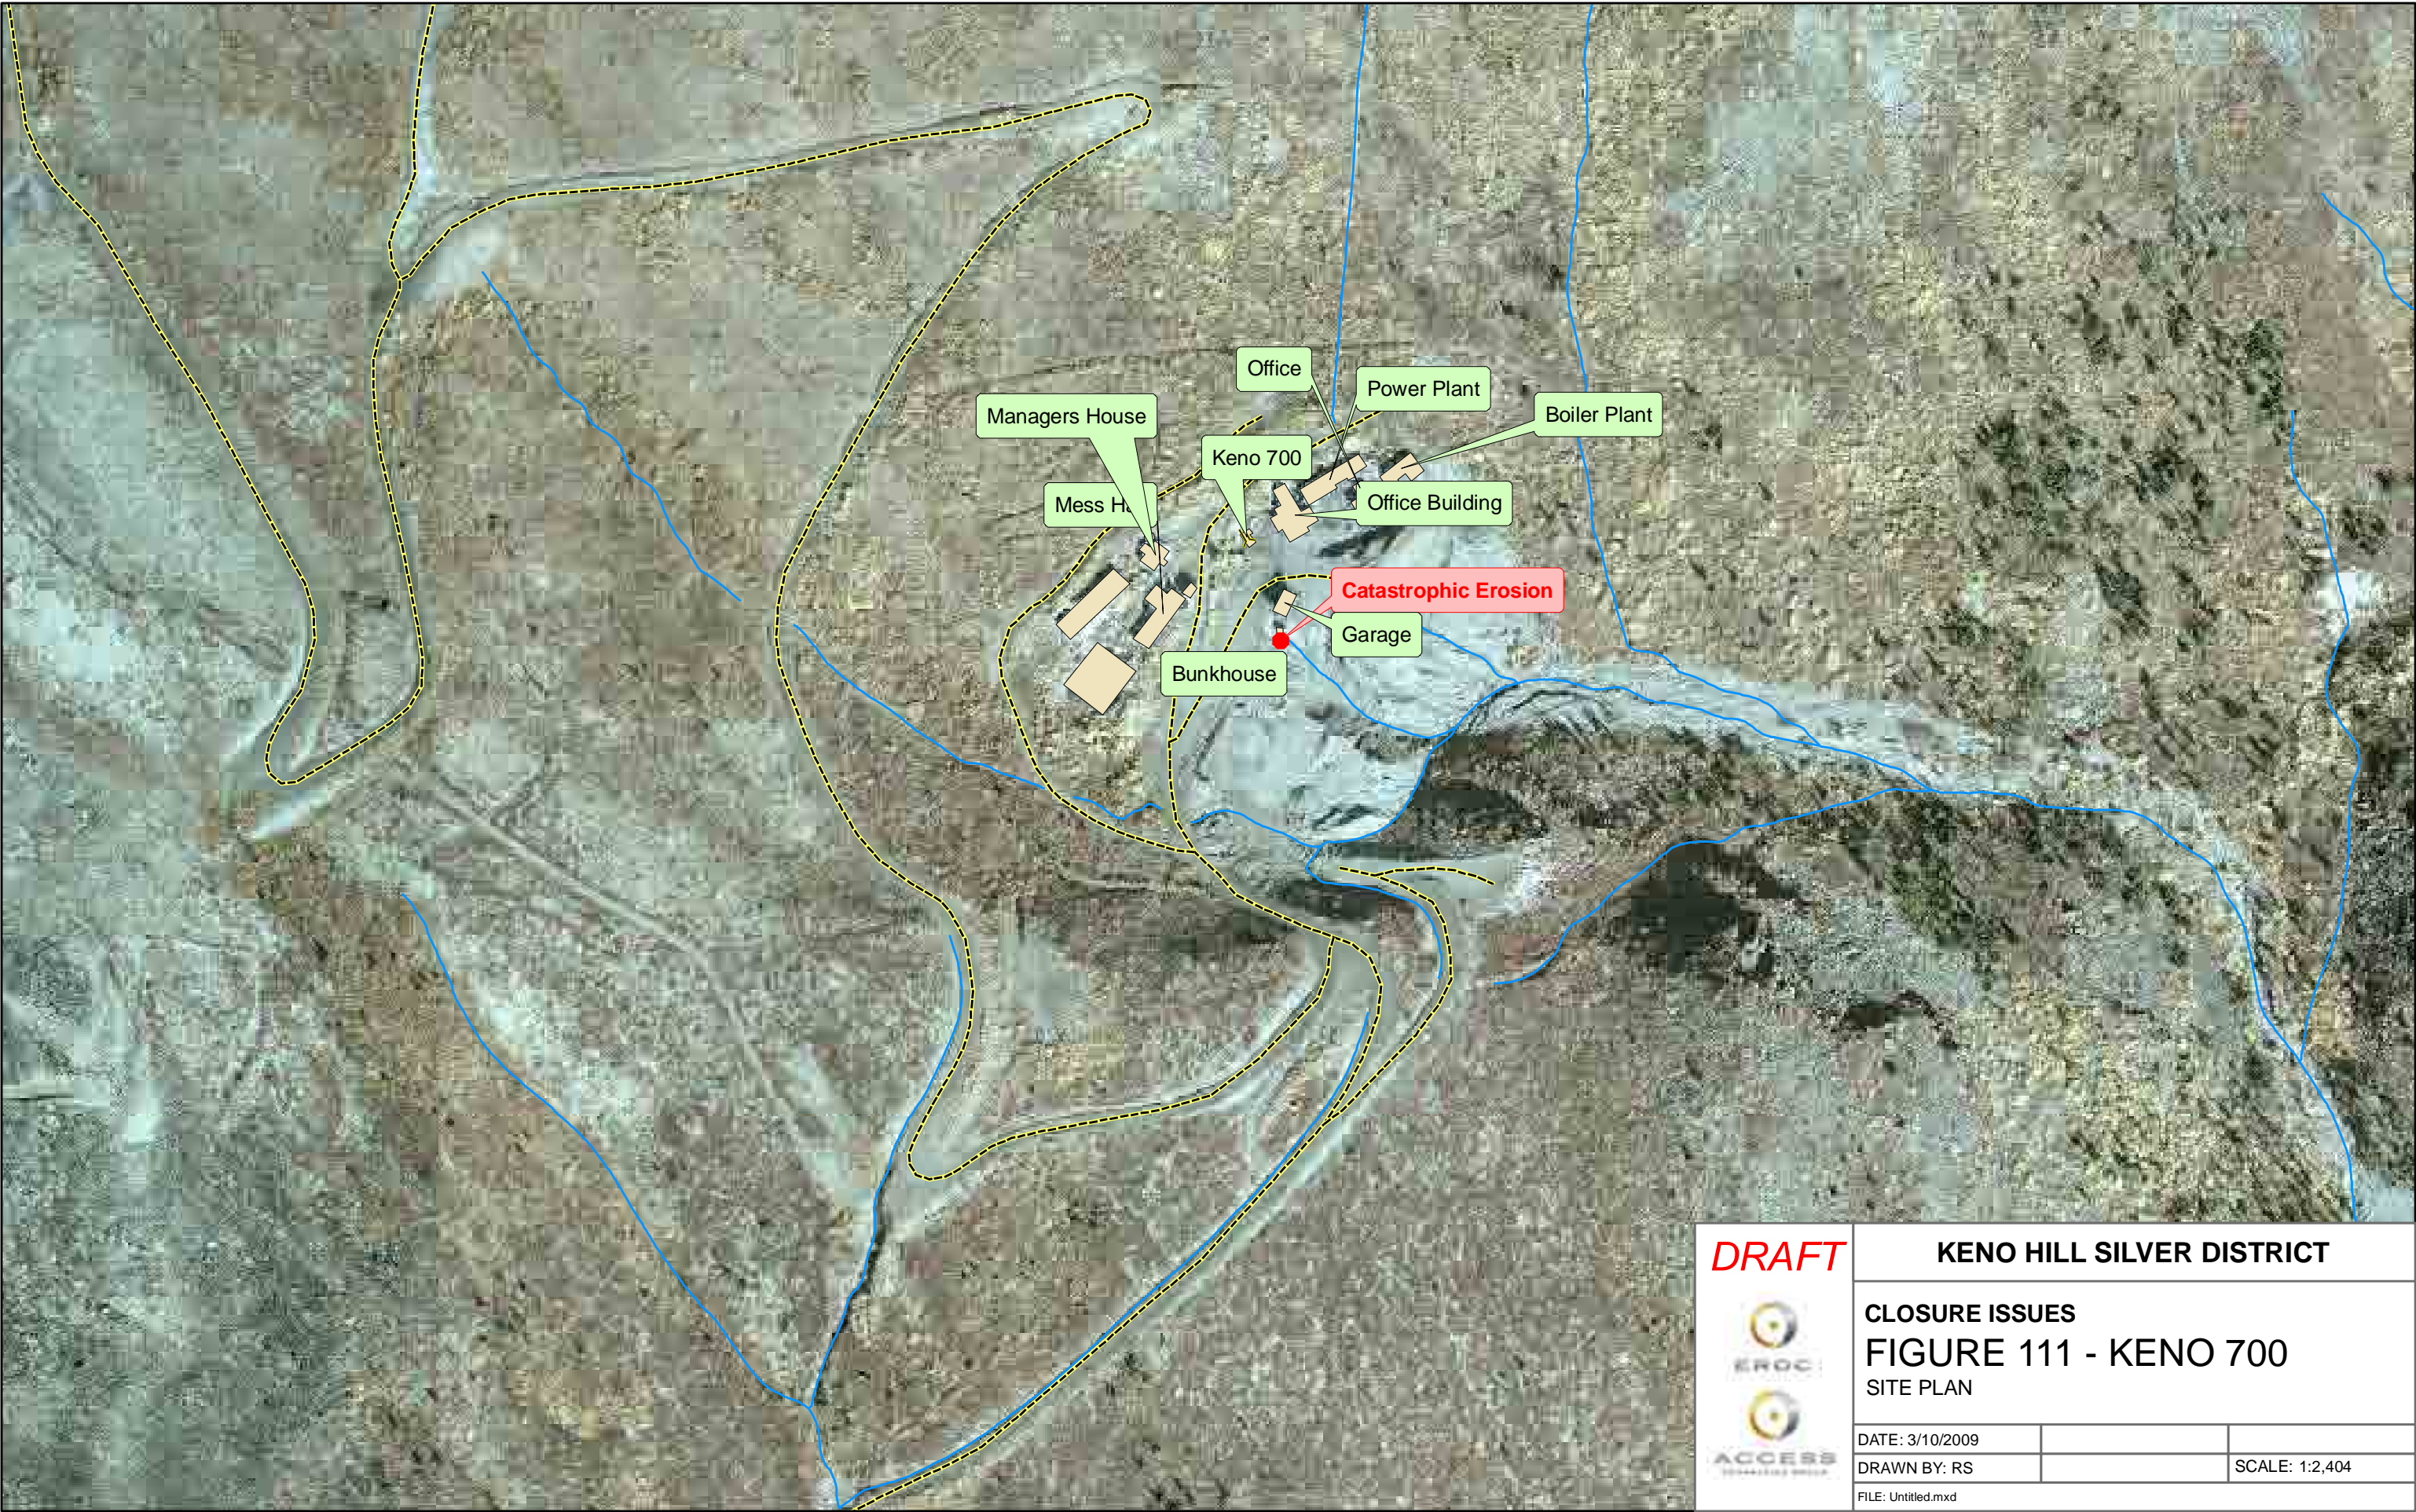 Office
Power Plant
Managers House
Boiler Plant
Keno 700
Mess Ha
Office Building
Catastrophic Erosion
Garage
Bunkhouse
DRAFT
KENO HILL SILVER DISTRICT
CLOSURE ISSUES
FIGURE 111 - KENO 700
SITE PLAN
EROC
ACCESS
DATE: 3/10/2009
DRAWN BY: RS
SCALE: 1:2,404
FILE: Untitled.mxd